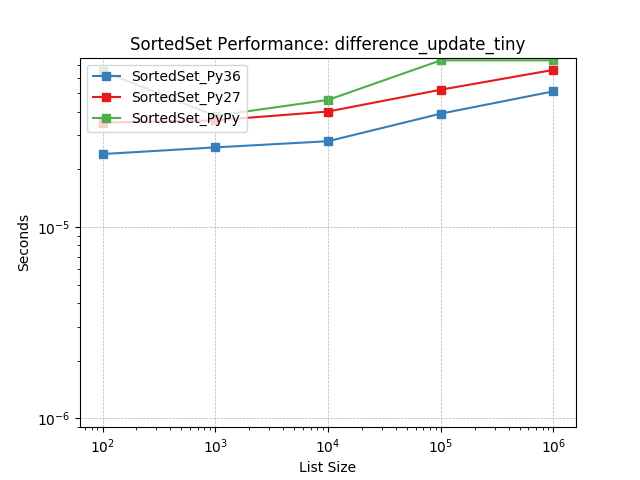 SortedSet Performance: difference_update_tiny
SortedSet_Py36
SortedSet_Py27
SortedSet_PyPy
Seconds
10⁻⁵
10⁻⁶
10² 10³ 10⁴ 10⁵ 10⁶
List Size